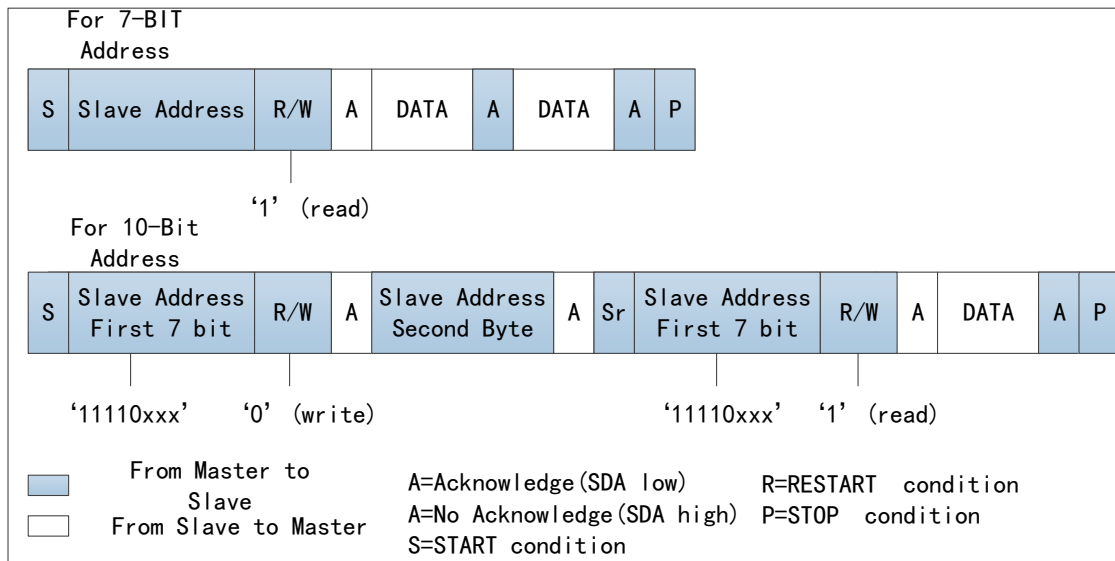 For 7-BIT
Address
S Slave Address R/W A DATA A DATA A P
‘1’ (read)
For 10-Bit
Address
S Slave Address First 7 bit R/W A Slave Address Second Byte A Sr Slave Address First 7 bit R/W A DATA A P
‘11110xxx’ ‘0’ (write) ‘11110xxx’ ‘1’ (read)
From Master to
Slave
From Slave to Master
A=Acknowledge(SDA low)
A=No Acknowledge(SDA high)
S=START condition
R=RESTART condition
P=STOP condition